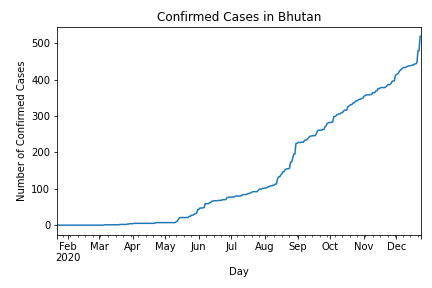 Confirmed Cases in Bhutan
Number of Confirmed Cases
500
400
300
200
100
0
Feb Mar Apr May Jun Jul Aug Sep Oct Nov Dec
2020
Day